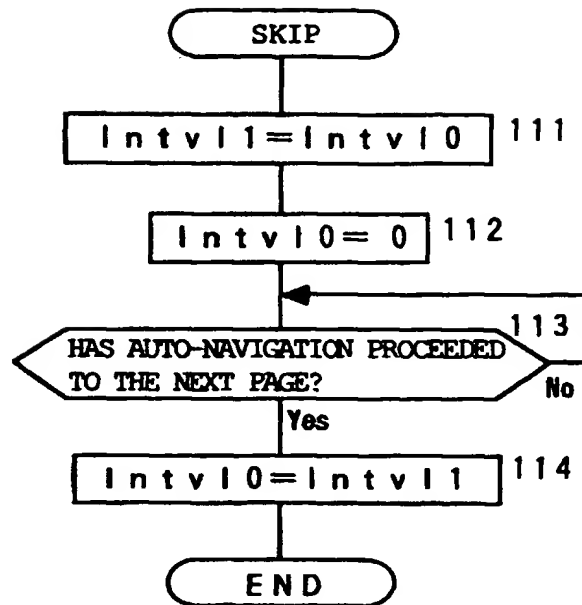 SKIP
Intvl1=Intvl0 111
Intvl0=0 112
113
HAS AUTO-NAVIGATION PROCEEDED
TO THE NEXT PAGE?
No
Yes
Intvl0=Intvl1 114
END